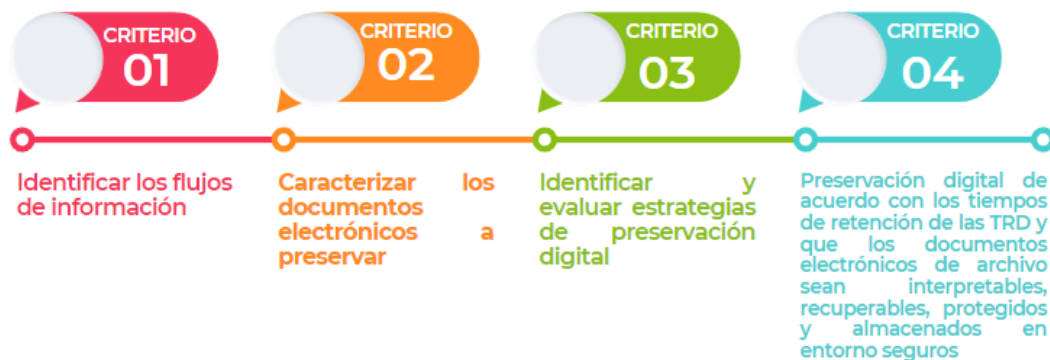 CRITERIO
01
CRITERIO
02
CRITERIO
03
CRITERIO
04
Identificar los flujos
de información
Caracterizar los
documentos
electrónicos a
preservar
Identificar y
evaluar estrategias
de preservación
digital
Preservación digital de
acuerdo con los tiempos
de retención de las TRD y
que los documentos
electrónicos de archivo
sean interpretables,
recuperables, protegidos
y almacenados en
entorno seguros